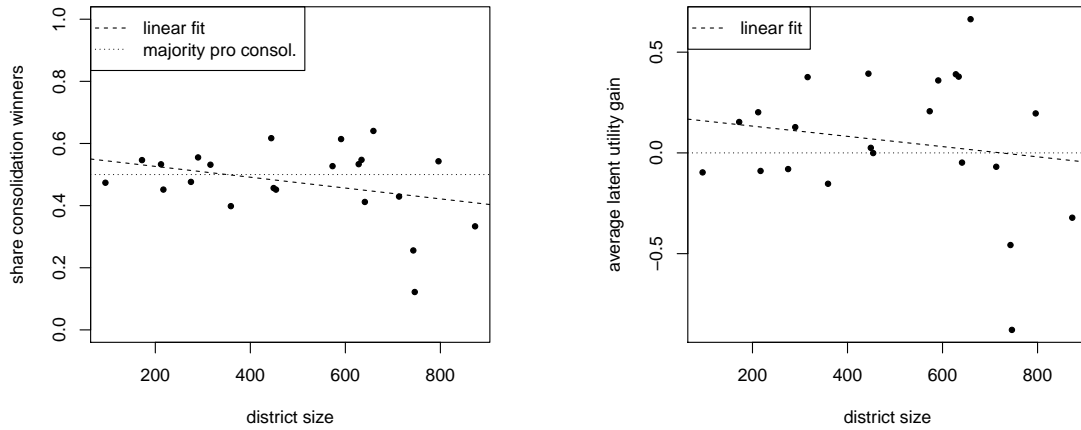 linear fit
majority pro consol.
1.0
0.8
0.6
0.4
0.2
0.0
share consolidation winners
200 400 600 800
district size
linear fit
0.5
0.0
−0.5
average latent utility gain
200 400 600 800
district size